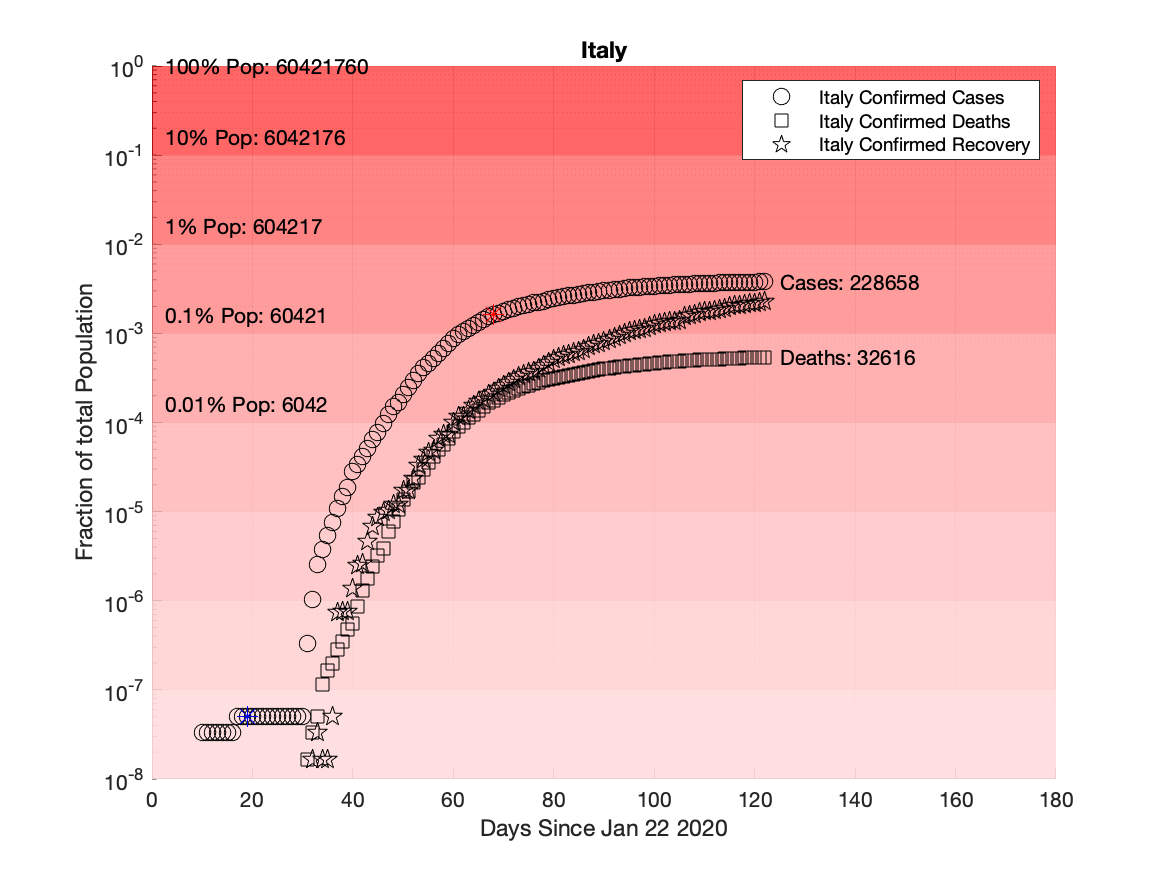 Italy
10^0
10^-1
10^-2
10^-3
10^-4
10^-5
10^-6
10^-7
10^-8
Fraction of total Population
100% Pop: 60421760
10% Pop: 6042176
1% Pop: 604217
0.1% Pop: 60421
0.01% Pop: 6042
Italy Confirmed Cases
Italy Confirmed Deaths
Italy Confirmed Recovery
Cases: 228658
Deaths: 32616
0 20 40 60 80 100 120 140 160 180
Days Since Jan 22 2020